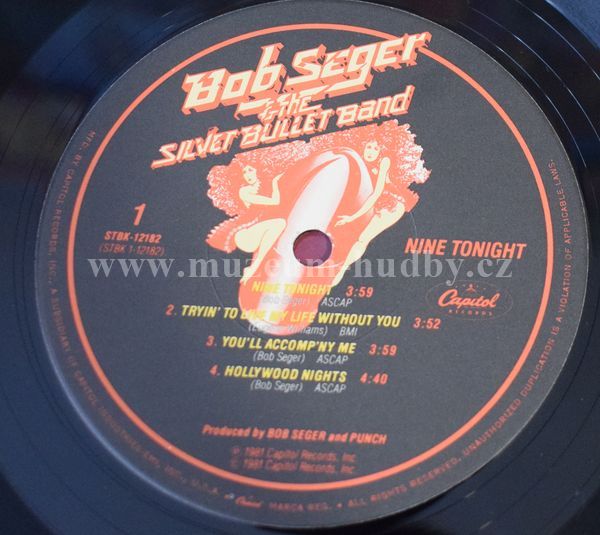 Bob Seger
& the
Silver Bullet Band
1
STBK-12182
(STBK 1-12182)
NINE TONIGHT
www.muzeum-hudby.cz
NINE TONIGHT 3:59
(Bob Seger) ASCAP
2. TRYIN' TO LIVE MY LIFE WITHOUT YOU 3:52
Williams) BMI
3. YOU'LL ACCOMP'NY ME 3:59
(Bob Seger) ASCAP
4. HOLLYWOOD NIGHTS 4:40
(Bob Seger) ASCAP
Capitol
RECORDS
Produced by BOB SEGER and PUNCH
℗ 1981 Capitol Records, Inc.
© 1981 Capitol Records, Inc.
MFD. BY CAPITOL RECORDS, INC., A SUBSIDIARY OF CAPITOL INDUSTRIES-EMI, INC., U.S.A. • Capitol MARCA REG. • ALL RIGHTS RESERVED. UNAUTHORIZED DUPLICATION IS A VIOLATION OF APPLICABLE LAWS.